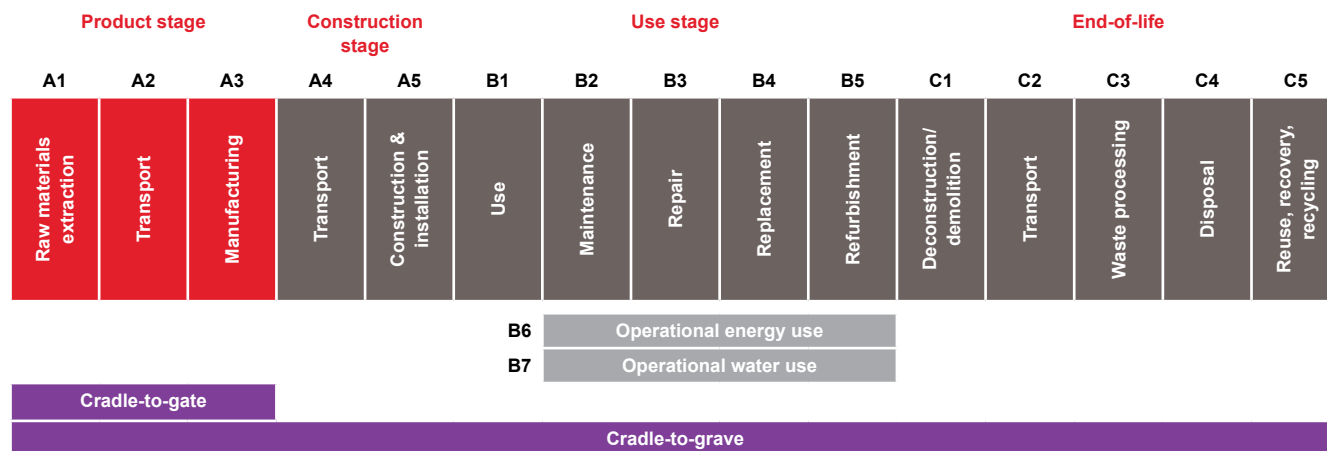 Product stage
Construction
stage
Use stage
End-of-life
A1
A2
A3
A4
A5
B1
B2
B3
B4
B5
C1
C2
C3
C4
C5
Raw materials
extraction
Transport
Manufacturing
Transport
Construction &
installation
Use
Maintenance
Repair
Replacement
Refurbishment
Deconstruction/
demolition
Transport
Waste processing
Disposal
Reuse, recovery,
recycling
B6
Operational energy use
B7
Operational water use
Cradle-to-gate
Cradle-to-grave